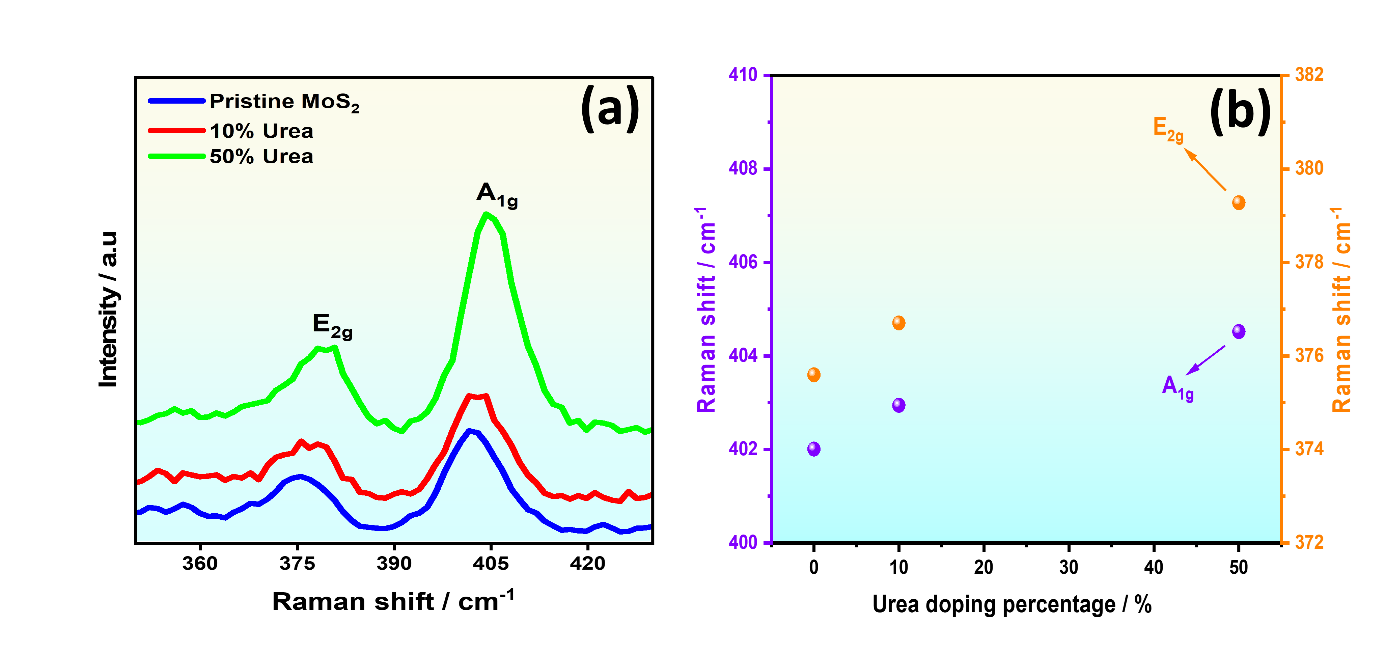 (a)
Pristine MoS₂
10% Urea
50% Urea
A₁g
E₂g
Intensity / a.u
360 375 390 405 420
Raman shift / cm⁻¹
(b)
410
408
406
404
402
400
Raman shift / cm⁻¹
E₂g
A₁g
382
380
378
376
374
372
Raman shift / cm⁻¹
0 10 20 30 40 50
Urea doping percentage / %